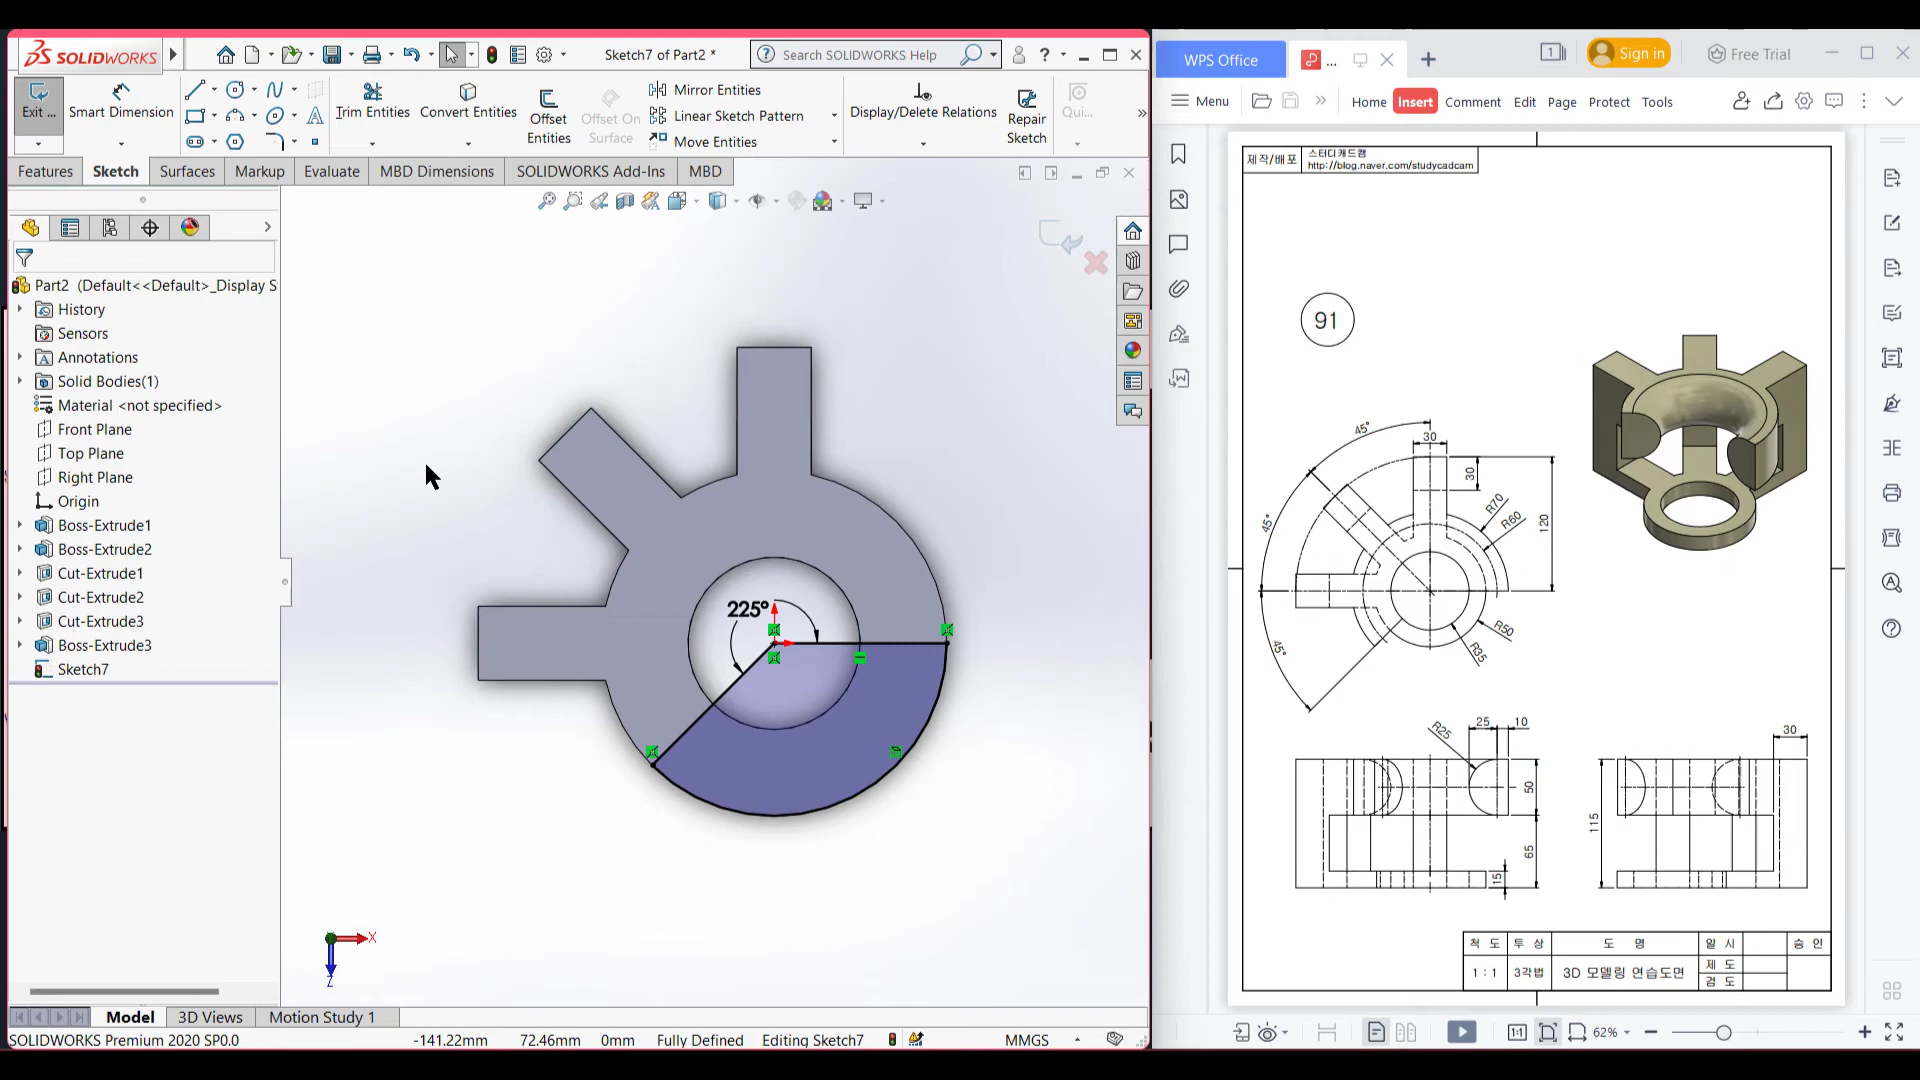 SOLIDWORKS
Sketch7 of Part2 *
Search SOLIDWORKS Help
?
Exit ...
Smart Dimension
Trim Entities
Convert Entities
Offset Entities
Offset On Surface
Mirror Entities
Linear Sketch Pattern
Move Entities
Display/Delete Relations
Repair Sketch
Qui...
Features
Sketch
Surfaces
Markup
Evaluate
MBD Dimensions
SOLIDWORKS Add-Ins
MBD
Part2 (Default<<Default>_Display S
History
Sensors
Annotations
Solid Bodies(1)
Material <not specified>
Front Plane
Top Plane
Right Plane
Origin
Boss-Extrude1
Boss-Extrude2
Cut-Extrude1
Cut-Extrude2
Cut-Extrude3
Boss-Extrude3
Sketch7
225°
X
Z
Model
3D Views
Motion Study 1
SOLIDWORKS Premium 2020 SP0.0
-141.22mm
72.46mm
0mm
Fully Defined
Editing Sketch7
MMGS
WPS Office
...
1
Sign in
Free Trial
Menu
Home
Insert
Comment
Edit
Page
Protect
Tools
제작/배포
스터디캐드캠
http://blog.naver.com/studycadcam
91
45°
30
30
45°
R70
R60
120
R50
R35
45°
R25
25
10
50
65
15
30
115
척 도
투 상
도 명
일 시
승 인
1 : 1
3각법
3D 모델링 연습도면
제 도
검 도
1:1
62%